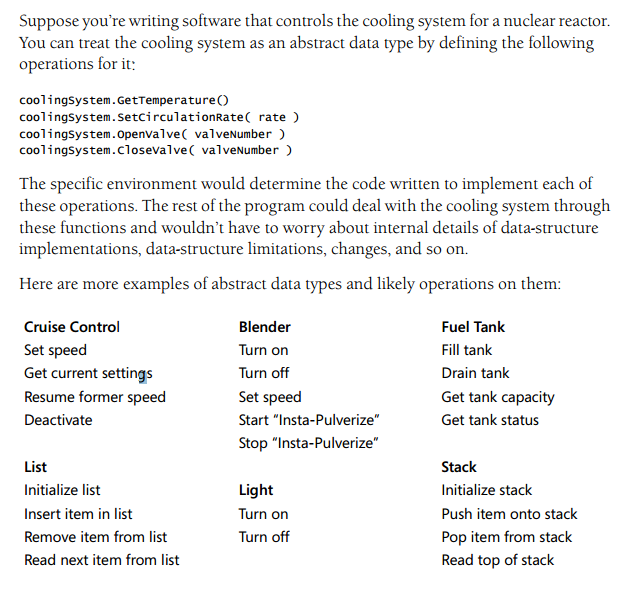 Suppose you're writing software that controls the cooling system for a nuclear reactor.
You can treat the cooling system as an abstract data type by defining the following
operations for it:
coolingSystem.GetTemperature()
coolingSystem.SetCirculationRate( rate )
coolingSystem.OpenValve( valveNumber )
coolingSystem.CloseValve( valveNumber )
The specific environment would determine the code written to implement each of
these operations. The rest of the program could deal with the cooling system through
these functions and wouldn't have to worry about internal details of data-structure
implementations, data-structure limitations, changes, and so on.
Here are more examples of abstract data types and likely operations on them:
Cruise Control
Set speed
Get current settings
Resume former speed
Deactivate
Blender
Turn on
Turn off
Set speed
Start “Insta-Pulverize”
Stop “Insta-Pulverize”
Fuel Tank
Fill tank
Drain tank
Get tank capacity
Get tank status
List
Initialize list
Insert item in list
Remove item from list
Read next item from list
Light
Turn on
Turn off
Stack
Initialize stack
Push item onto stack
Pop item from stack
Read top of stack